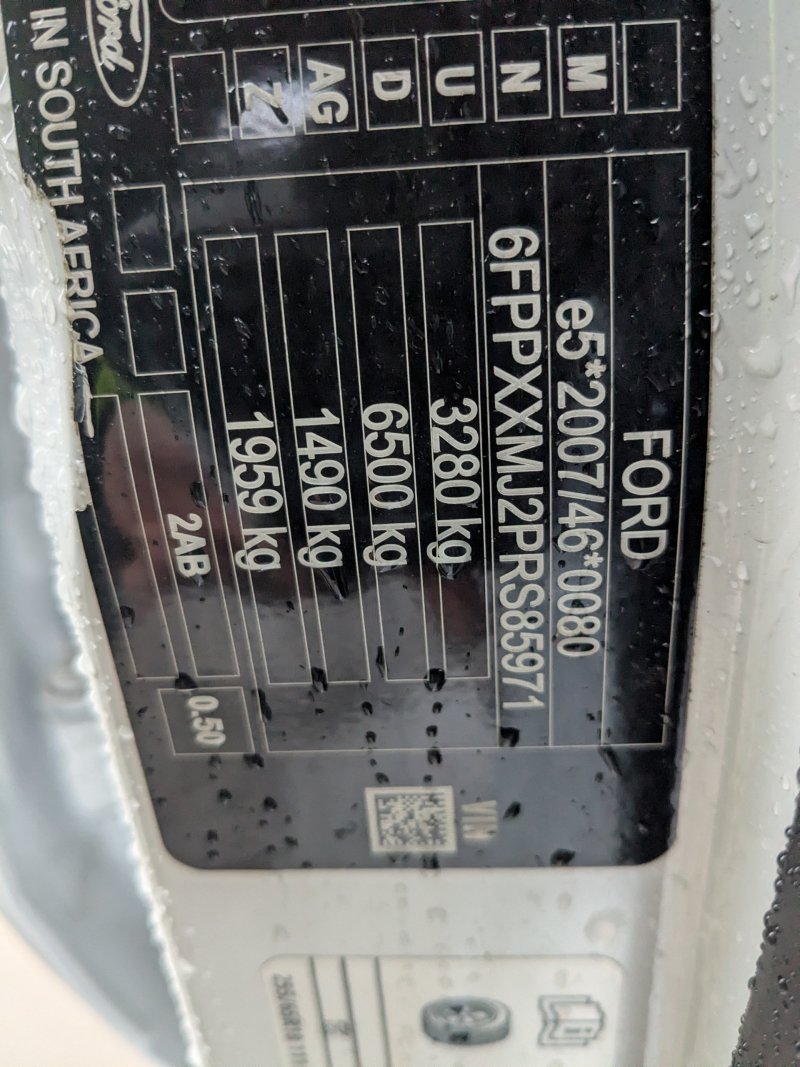 FORD
e5*2007/46*0080
6FPPXXMJ2PRS85971
3280 kg
6500 kg
1490 kg
1959 kg
2AB
0.50
VIN
M
N
U
D
AG
Z
Ford
IN SOUTH AFRICA